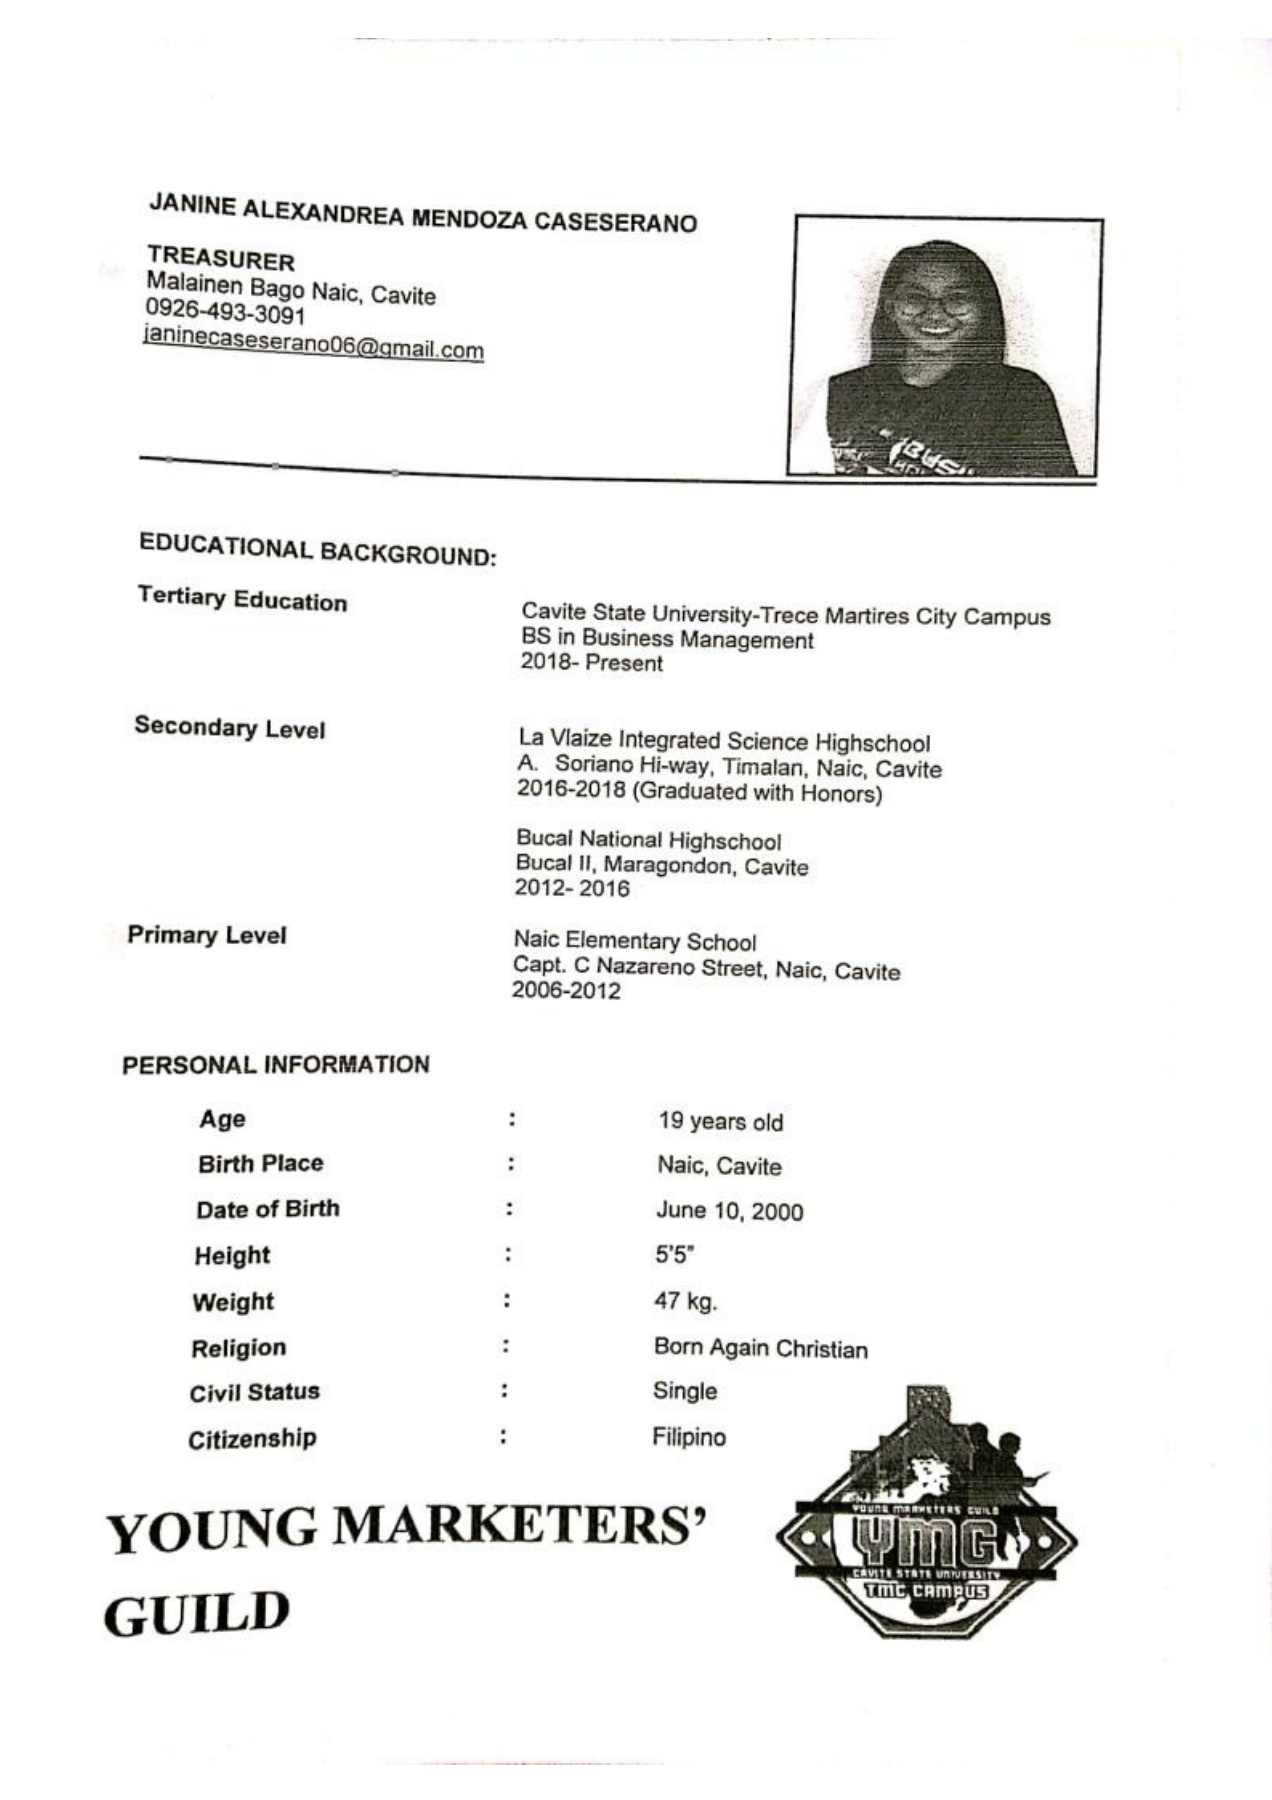 JANINE ALEXANDREA MENDOZA CASESERANO
TREASURER
Malainen Bago Naic, Cavite
0926-493-3091
janinecaseserano06@gmail.com
EDUCATIONAL BACKGROUND:
Tertiary Education
Cavite State University-Trece Martires City Campus
BS in Business Management
2018- Present
Secondary Level
La Vlaize Integrated Science Highschool
A. Soriano Hi-way, Timalan, Naic, Cavite
2016-2018 (Graduated with Honors)
Bucal National Highschool
Bucal II, Maragondon, Cavite
2012- 2016
Primary Level
Naic Elementary School
Capt. C Nazareno Street, Naic, Cavite
2006-2012
PERSONAL INFORMATION
Age : 19 years old
Birth Place : Naic, Cavite
Date of Birth : June 10, 2000
Height : 5'5"
Weight : 47 kg.
Religion : Born Again Christian
Civil Status : Single
Citizenship : Filipino
YOUNG MARKETERS'
GUILD
YOUNG MARKETERS GUILD
YMG
CAVITE STATE UNIVERSITY
TMC CAMPUS